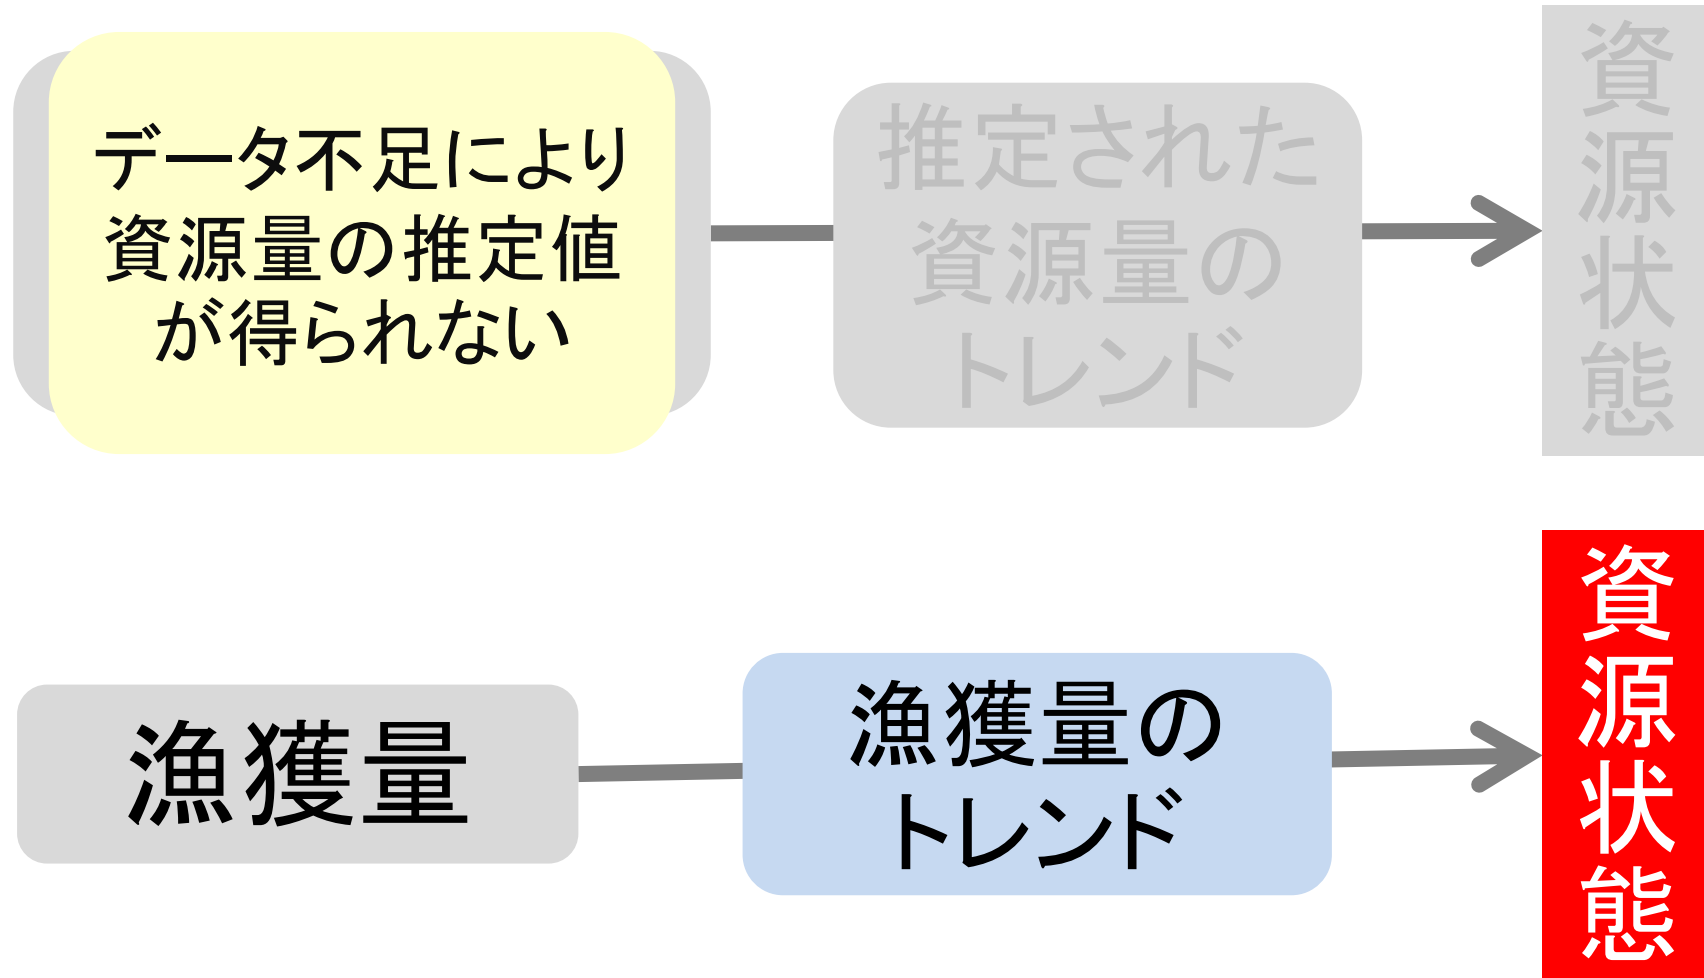 データ不足により
資源量の推定値
が得られない
推定された
資源量の
トレンド
資源状態
漁獲量
漁獲量の
トレンド
資源状態